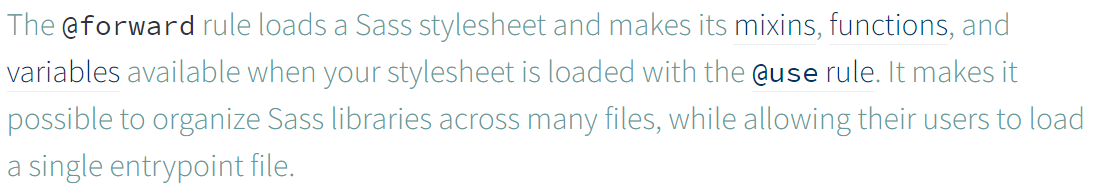 The @forward rule loads a Sass stylesheet and makes its mixins, functions, and
variables available when your stylesheet is loaded with the @use rule. It makes it
possible to organize Sass libraries across many files, while allowing their users to load
a single entrypoint file.